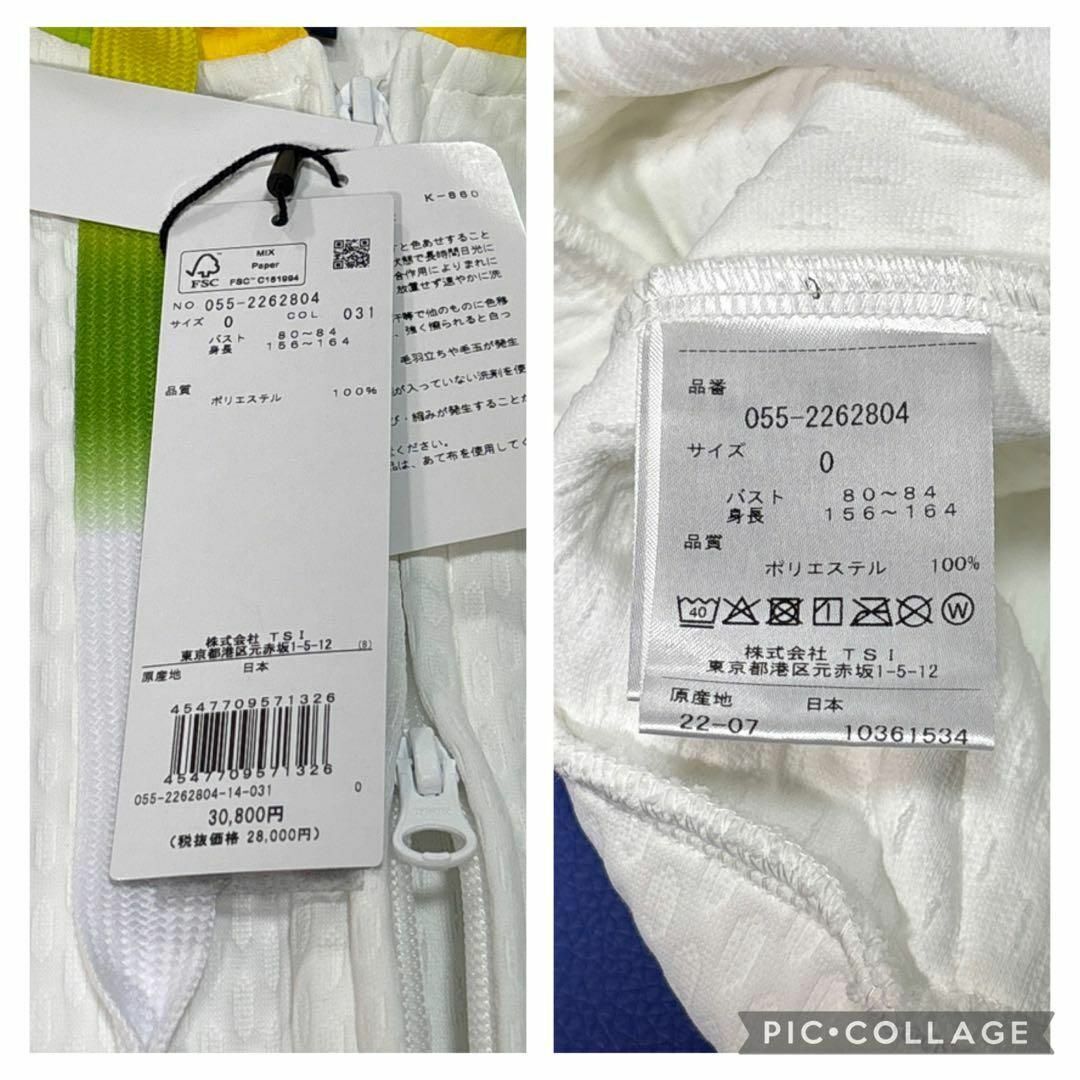 MIX
Paper
FSC™ C151994
FSC
NO 055-2262804
COL 031
サイズ 0
バスト 80～84
身長 156～164
品質
ポリエステル 100%
株式会社 TSI
東京都港区元赤坂1-5-12 (8)
原産地 日本
4547709571326
4547709571326
055-2262804-14-031 0
30,800円
(税抜価格 28,000円)
K-860
と色あせすること
状態で長時間日光に
合作用によりまれに
放置せず速やかに洗
等で他のものに色移
、強く擦られると白っ
毛羽立ちや毛玉が発生
が入っていない洗剤を使
び・縮みが発生することが
ください。
品は、あて布を使用してく
品番
055-2262804
サイズ 0
バスト 80～84
身長 156～164
品質
ポリエステル 100%
40
W
株式会社 TSI
東京都港区元赤坂1-5-12
原産地 日本
22-07 10361534
PIC•COLLAGE